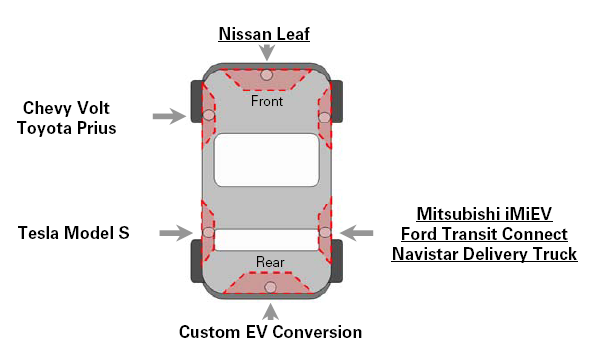 Nissan Leaf
Front
Chevy Volt
Toyota Prius
Tesla Model S
Mitsubishi iMiEV
Ford Transit Connect
Navistar Delivery Truck
Rear
Custom EV Conversion